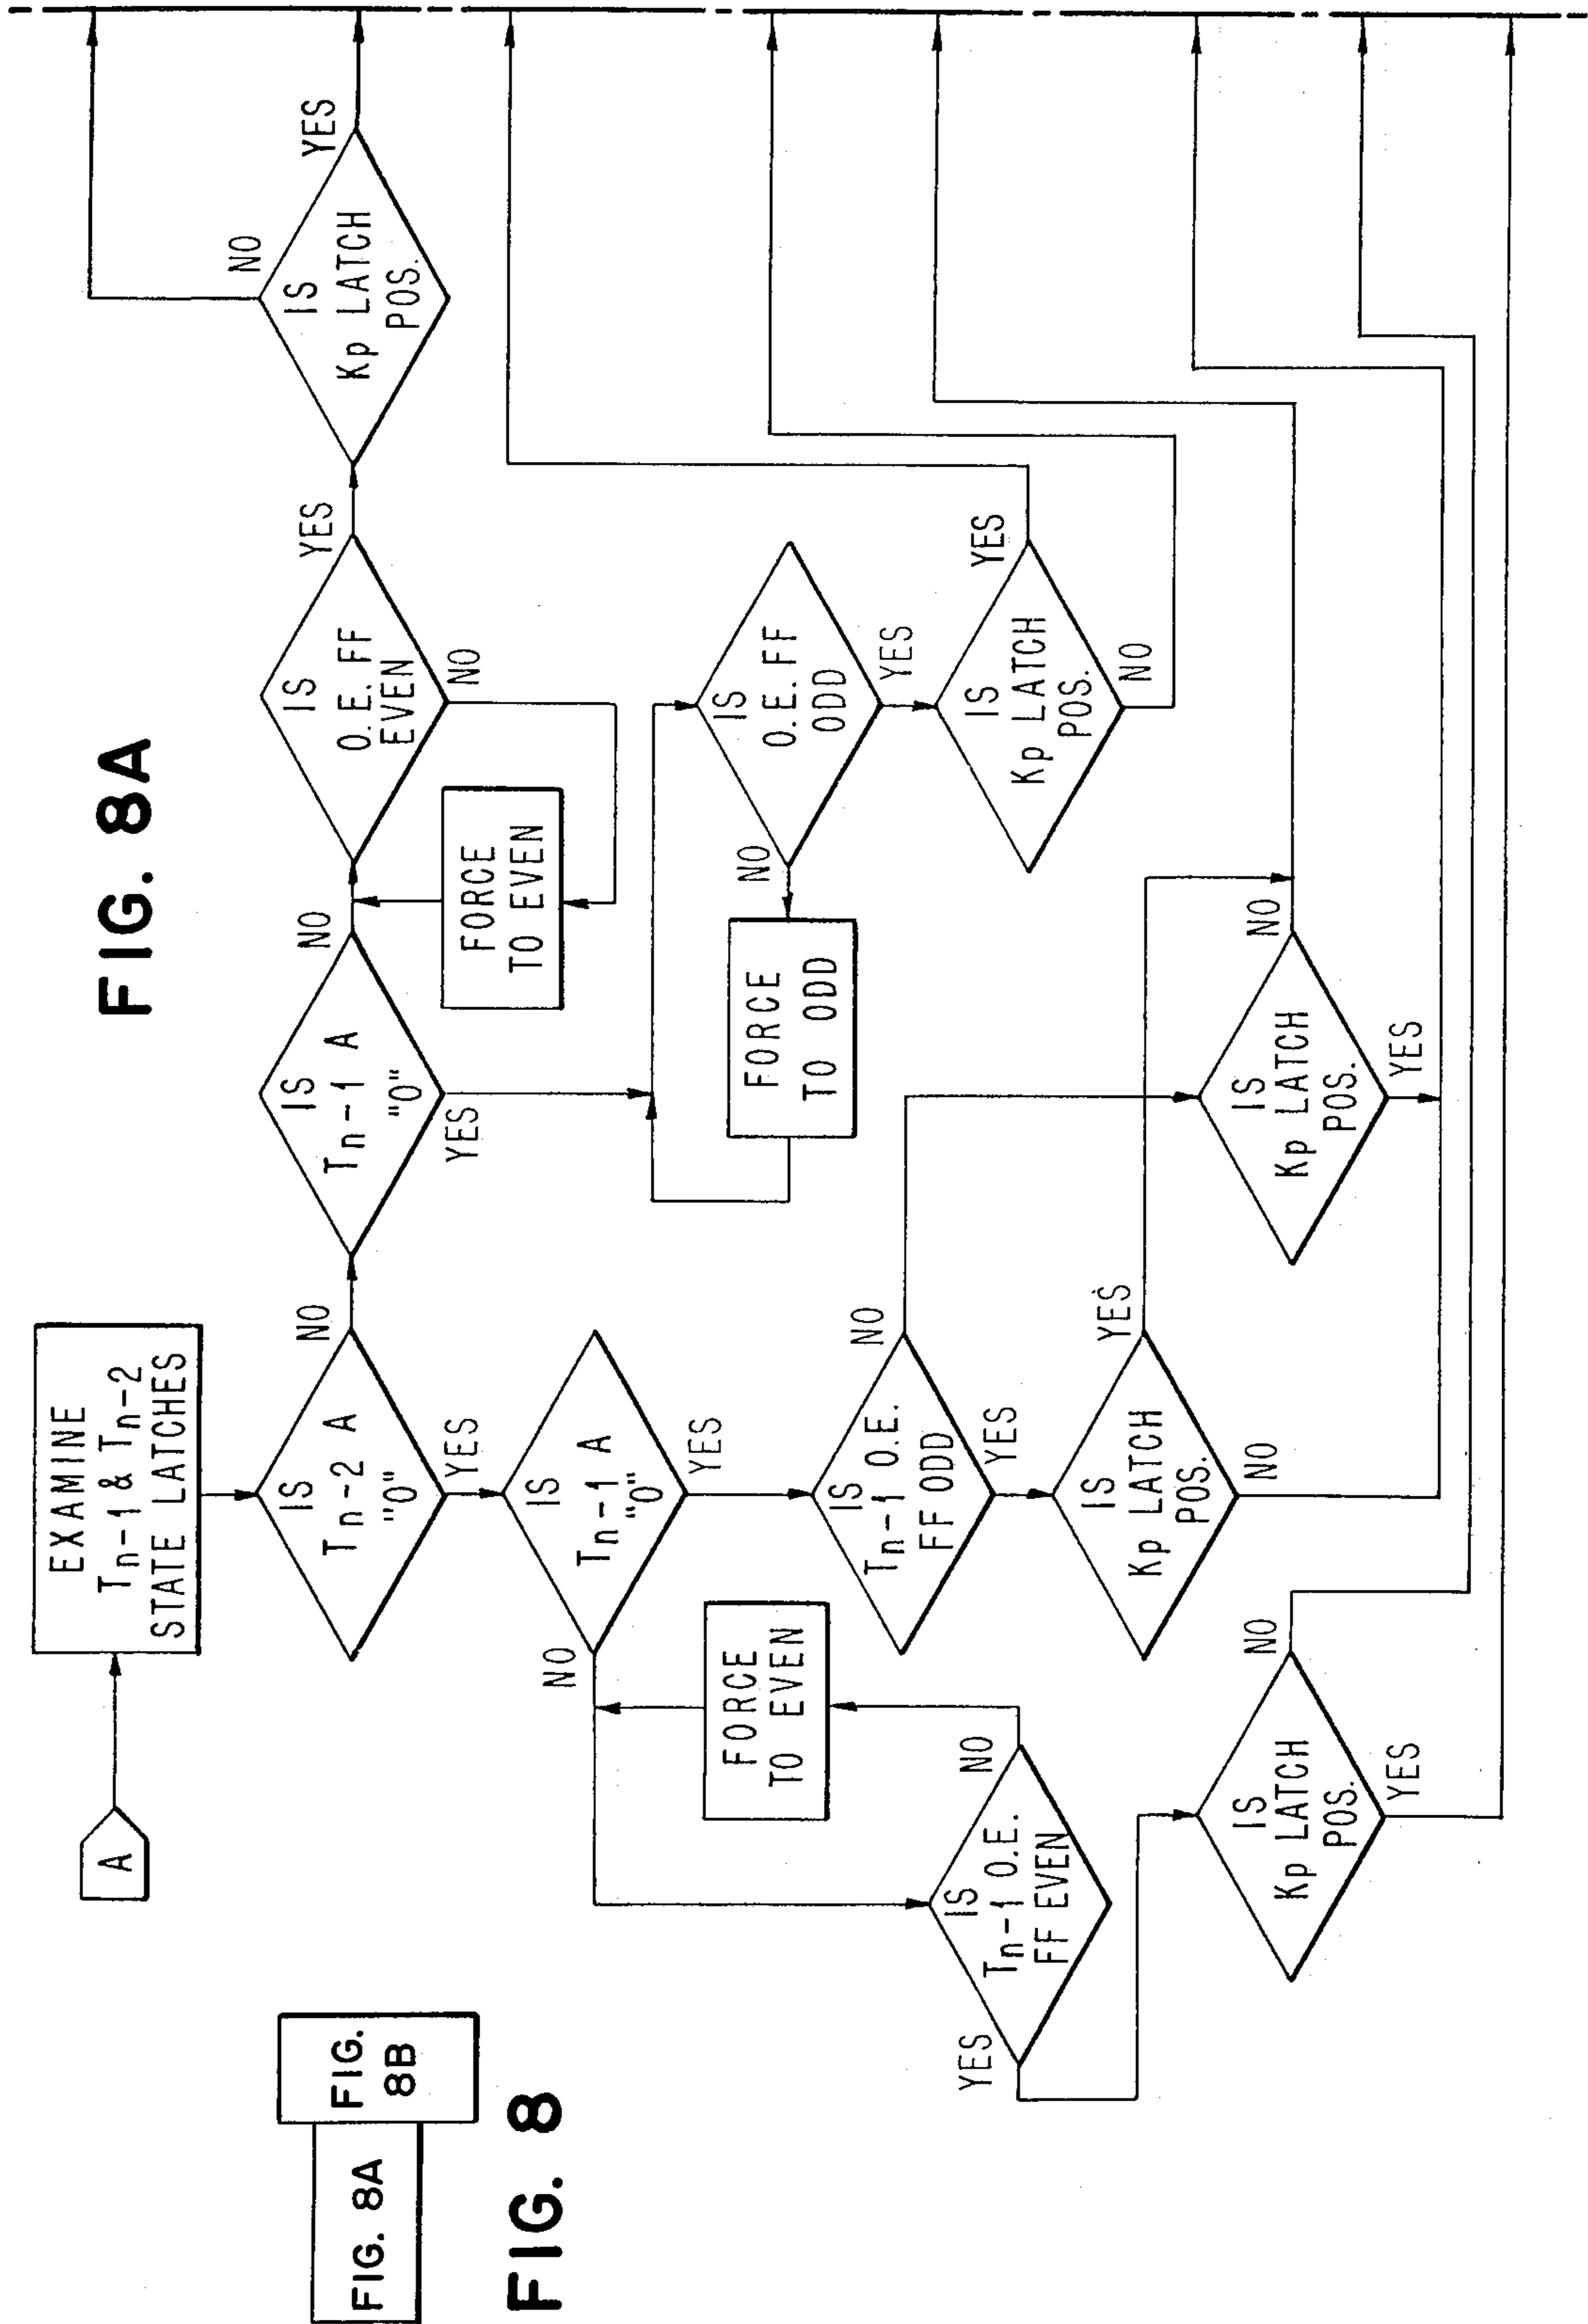 FIG. 8A
A
EXAMINE
Tn-1 & Tn-2
STATE LATCHES
IS
Tn-2 A
"0"
NO
YES
IS
Tn-1 A
"0"
NO
YES
IS
O.E. FF
EVEN
YES
NO
IS
Kp LATCH
POS.
NO
YES
FORCE
TO EVEN
IS
Tn-1 A
"0"
NO
YES
FORCE
TO ODD
IS
O.E. FF
ODD
NO
YES
IS
Kp LATCH
POS.
YES
NO
FORCE
TO EVEN
IS
Tn-1 O.E.
FF ODD
NO
YES
IS
Tn-1 O.E.
FF EVEN
YES
NO
IS
Kp LATCH
POS.
YES
NO
IS
Kp LATCH
POS.
NO
YES
IS
Kp LATCH
POS.
NO
YES
FIG. 8A
FIG.
8B
FIG. 8